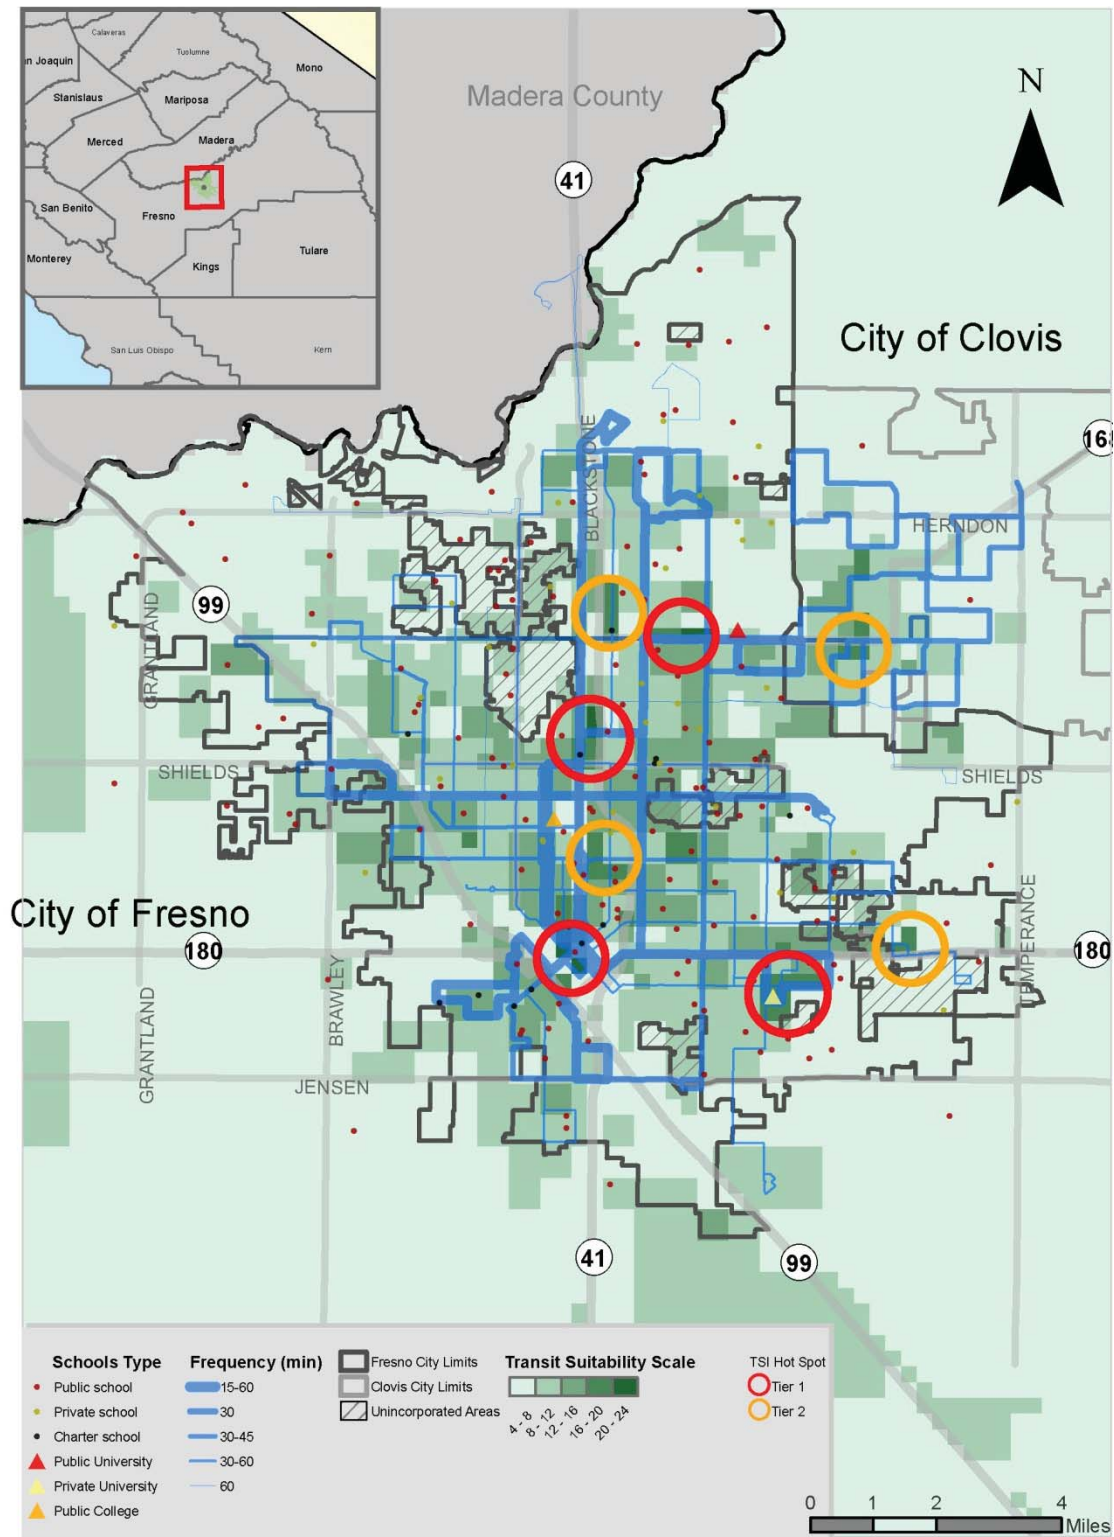 Calaveras
Tuolumne
Mono
n Joaquin
Stanislaus
Mariposa
Merced
Madera
San Benito
Fresno
Monterey
Kings
Tulare
San Luis Obispo
Kern
Madera County
N
41
City of Clovis
168
BLACKSTONE
HERNDON
99
GRANTLAND
SHIELDS
SHIELDS
City of Fresno
180
180
TEMPERANCE
BRAWLEY
GRANTLAND
JENSEN
41
99
Schools Type
Public school
Private school
Charter school
Public University
Private University
Public College
Frequency (min)
15-60
30
30-45
30-60
60
Fresno City Limits
Clovis City Limits
Unincorporated Areas
Transit Suitability Scale
4 - 8
8 - 12
12 - 16
16 - 20
20 - 24
TSI Hot Spot
Tier 1
Tier 2
0 1 2 4
Miles